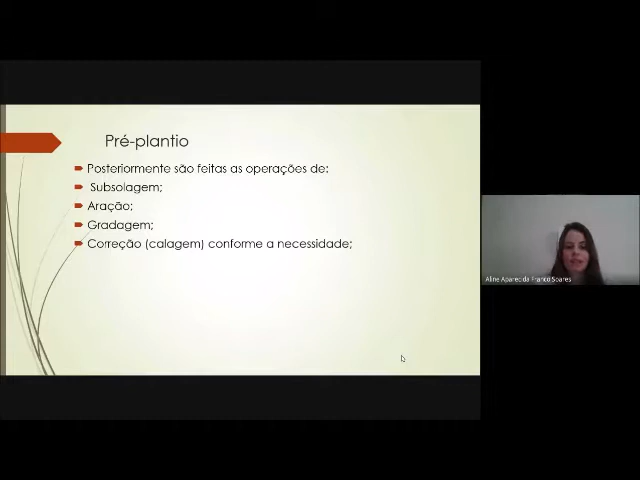 Pré-plantio
Posteriormente são feitas as operações de:
Subsolagem;
Aração;
Gradagem;
Correção (calagem) conforme a necessidade;
Aline Aparecida Franco Soares